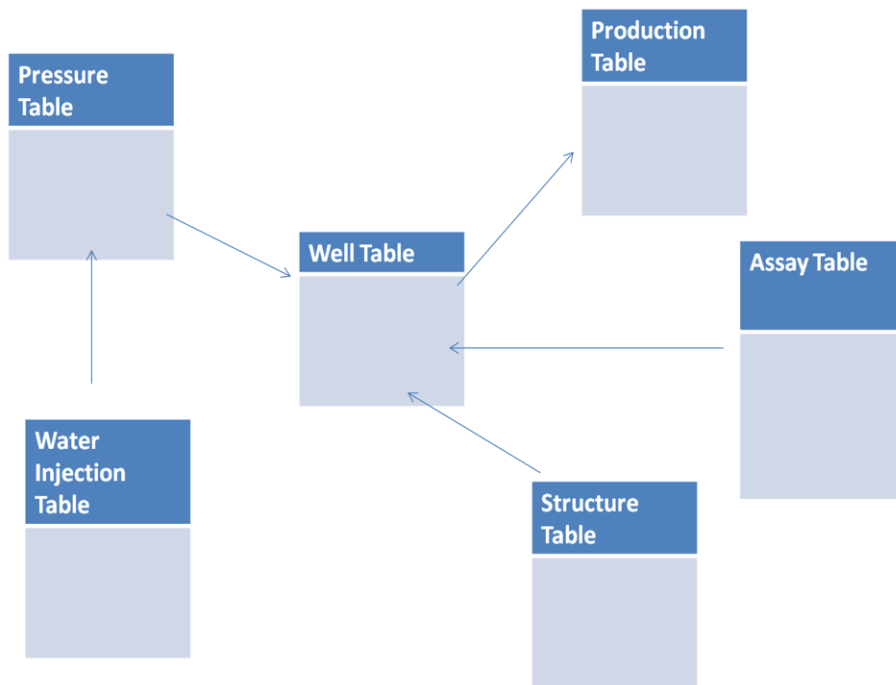 Production
Table
Pressure
Table
Well Table
Assay Table
Water
Injection
Table
Structure
Table